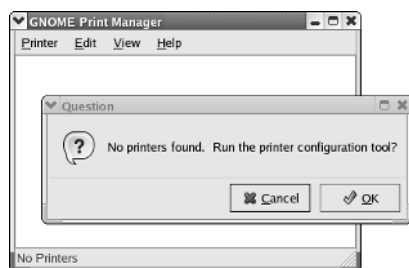 GNOME Print Manager
Printer Edit View Help
Question
No printers found. Run the printer configuration tool?
Cancel OK
No Printers